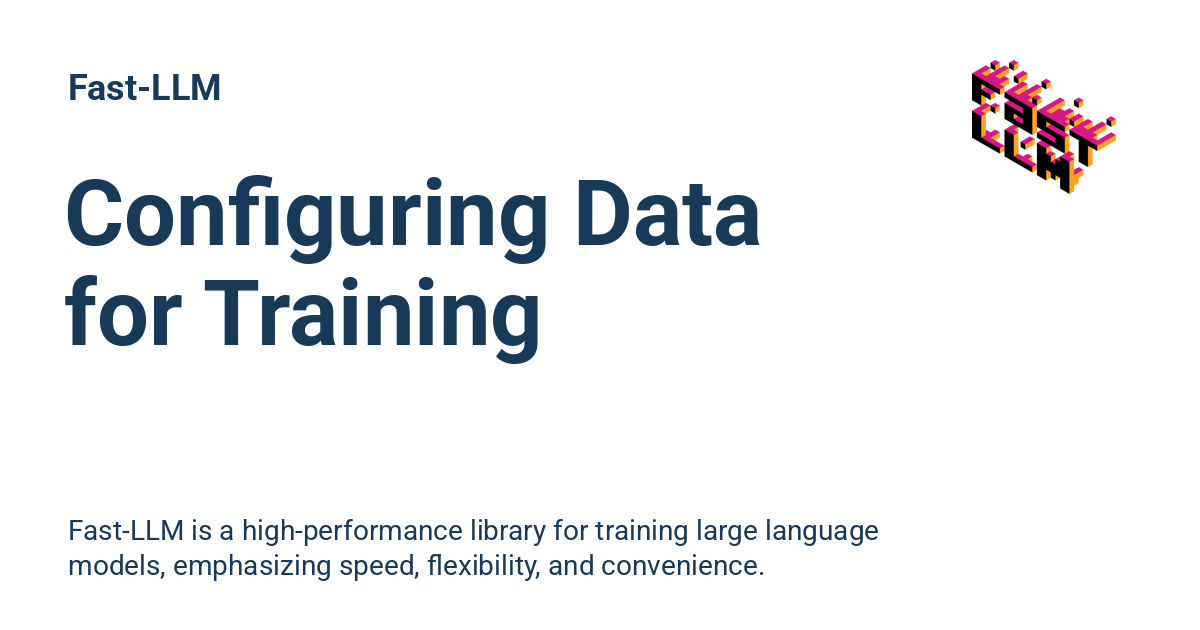 Fast-LLM
FAST
LLM
Configuring Data
for Training
Fast-LLM is a high-performance library for training large language
models, emphasizing speed, flexibility, and convenience.